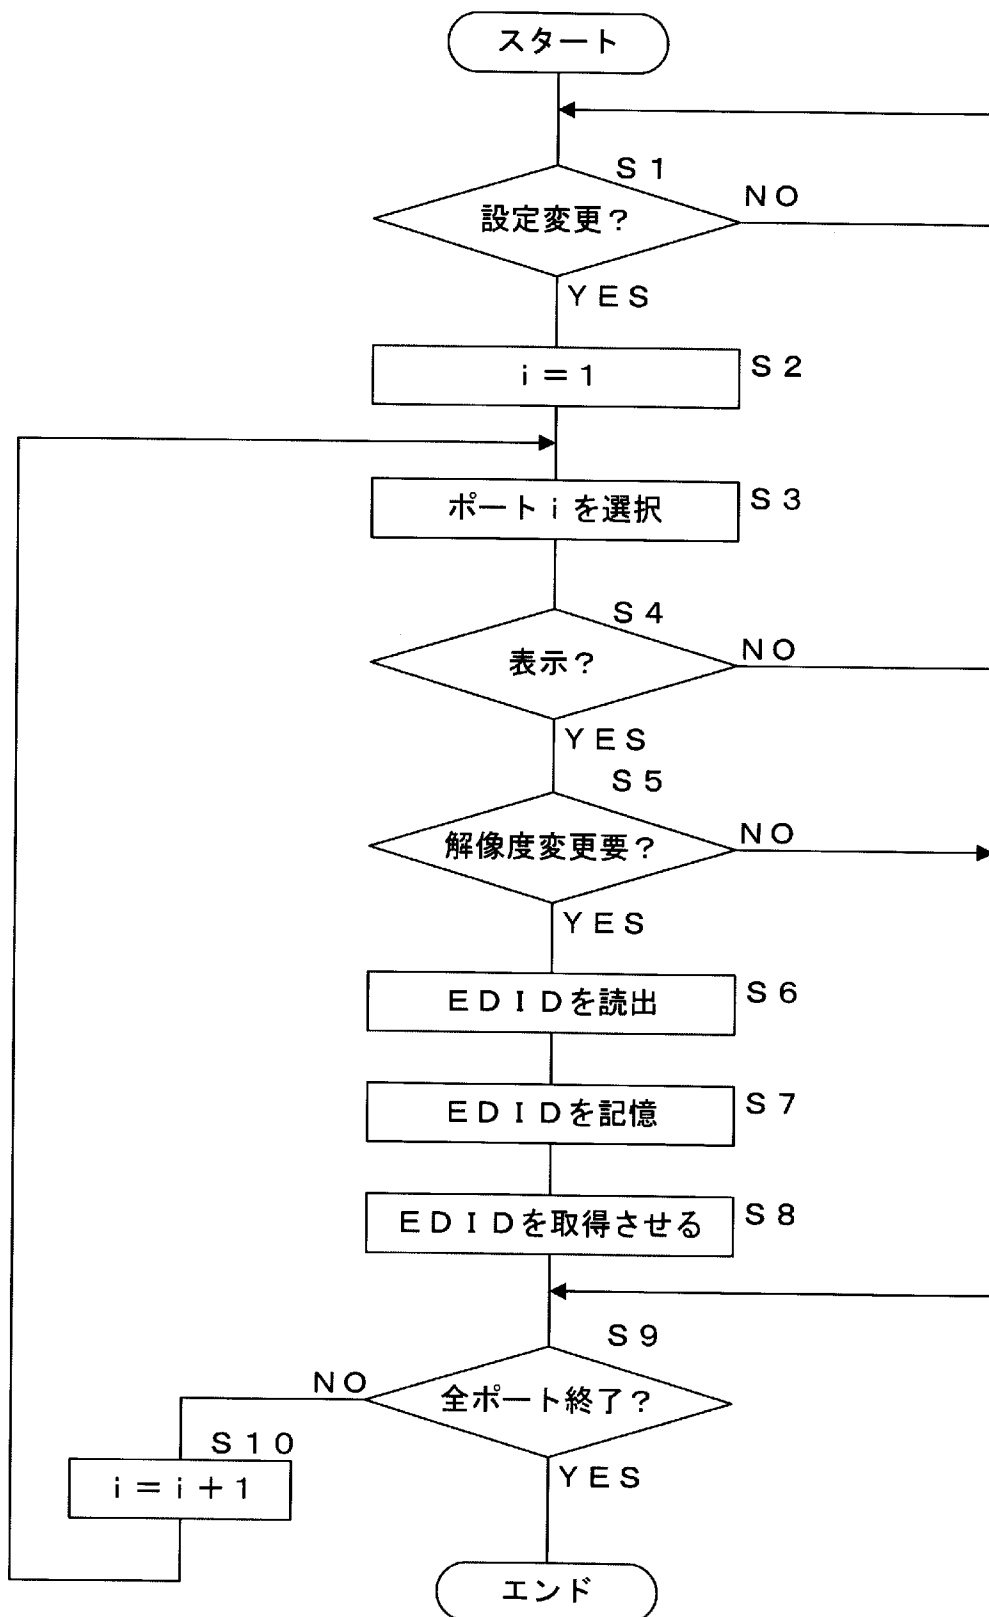 スタート
S1
設定変更?
NO
YES
i=1
S2
ポートiを選択
S3
S4
表示?
NO
YES
S5
解像度変更要?
NO
YES
EDIDを読出
S6
EDIDを記憶
S7
EDIDを取得させる
S8
S9
NO
全ポート終了?
S10
YES
i=i+1
エンド